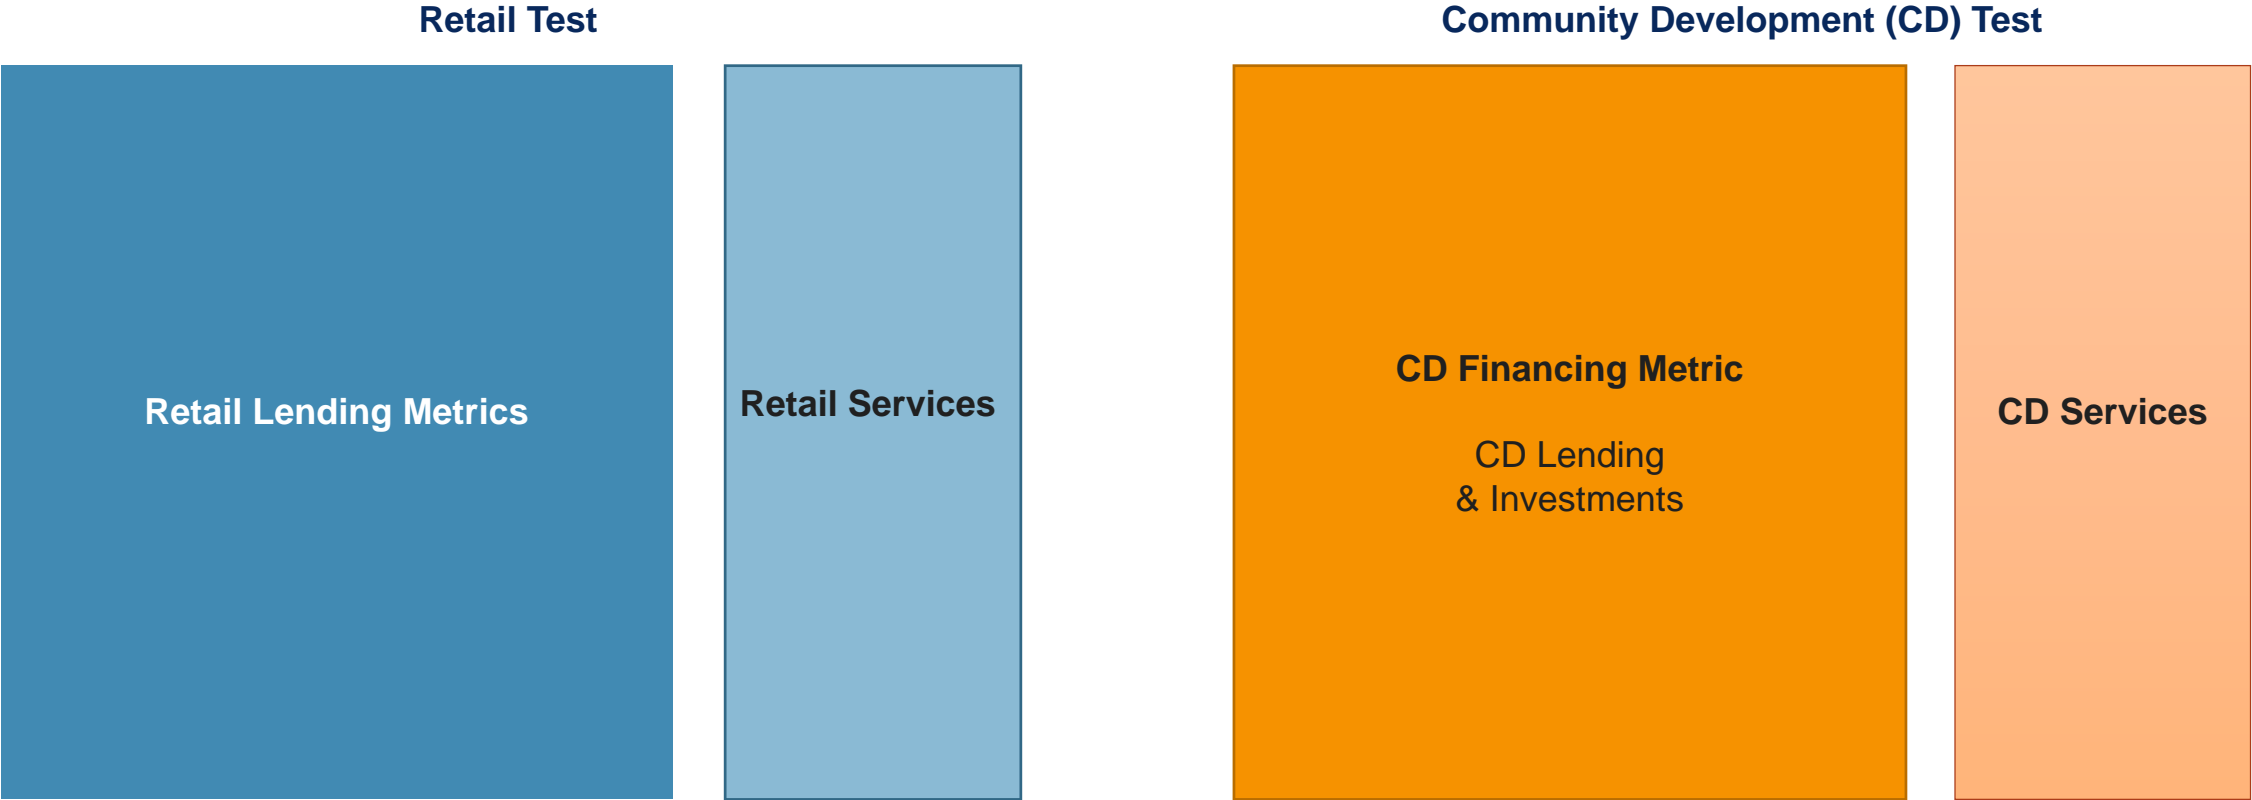 Retail Test
Community Development (CD) Test
Retail Lending Metrics
Retail Services
CD Financing Metric
CD Lending
& Investments
CD Services